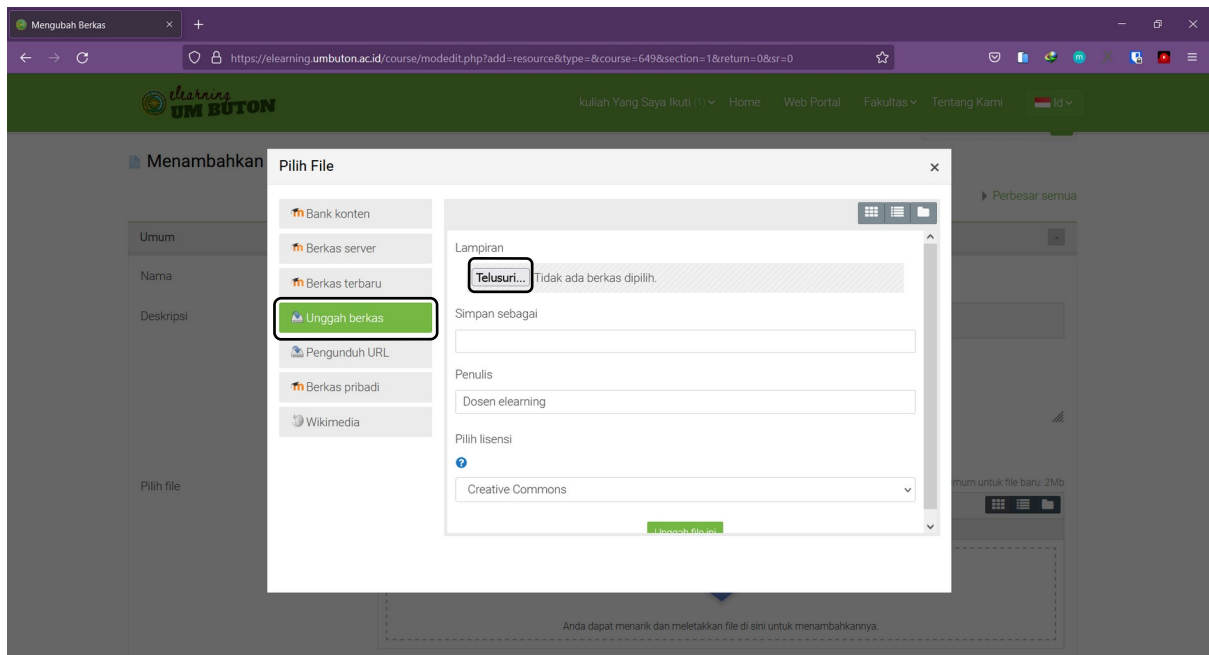 Mengubah Berkas
https://elearning.umbuton.ac.id/course/modedit.php?add=resource&type=&course=649&section=1&return=0&sr=0
elearning
UM BUTON
kuliah Yang Saya Ikuti (1) Home Web Portal Fakultas Tentang Kami Id
Menambahkan
Pilih File
Perbesar semua
Bank konten
Umum
Berkas server
Lampiran
Nama
Berkas terbaru
Telusuri... Tidak ada berkas dipilih.
Deskripsi
Unggah berkas
Simpan sebagai
Pengunduh URL
Penulis
Berkas pribadi
Dosen elearning
Wikimedia
Pilih lisensi
Creative Commons
Pilih file
mum untuk file baru: 2Mb
Unggah file ini
Anda dapat menarik dan meletakkan file di sini untuk menambahkannya.